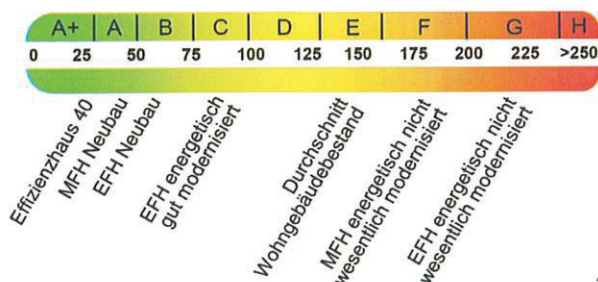 A+ A B C D E F G H
0 25 50 75 100 125 150 175 200 225 >250
Effizienzhaus 40
MFH Neubau
EFH Neubau
EFH energetisch
gut modernisiert
Durchschnitt
Wohngebäudebestand
MFH energetisch nicht
wesentlich modernisiert
EFH energetisch nicht
wesentlich modernisiert